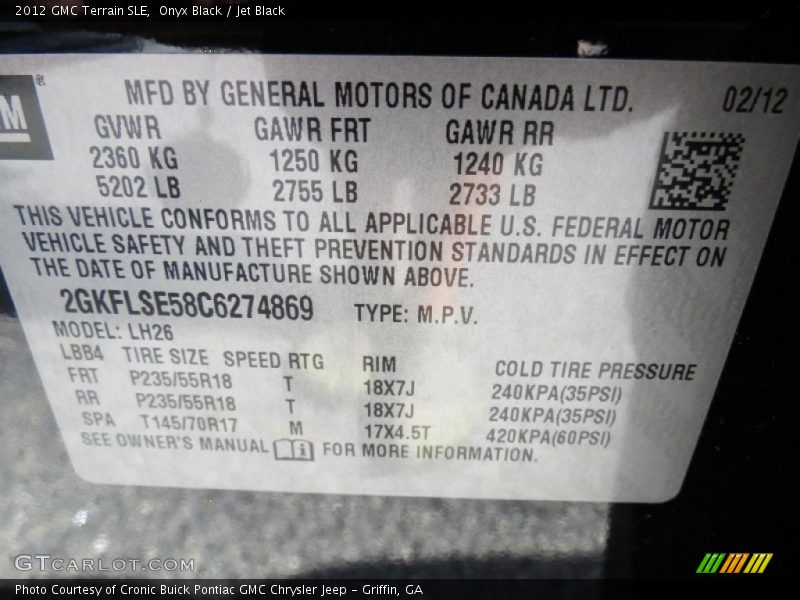 2012 GMC Terrain SLE,  Onyx Black / Jet Black
GM ®
MFD BY GENERAL MOTORS OF CANADA LTD. 02/12
GVWR GAWR FRT GAWR RR
2360 KG 1250 KG 1240 KG
5202 LB 2755 LB 2733 LB
THIS VEHICLE CONFORMS TO ALL APPLICABLE U.S. FEDERAL MOTOR
VEHICLE SAFETY AND THEFT PREVENTION STANDARDS IN EFFECT ON
THE DATE OF MANUFACTURE SHOWN ABOVE.
2GKFLSE58C6274869 TYPE: M.P.V.
MODEL: LH26
LBB4 TIRE SIZE SPEED RTG RIM COLD TIRE PRESSURE
FRT P235/55R18 T 18X7J 240KPA(35PSI)
RR P235/55R18 T 18X7J 240KPA(35PSI)
SPA T145/70R17 M 17X4.5T 420KPA(60PSI)
SEE OWNER'S MANUAL i FOR MORE INFORMATION.
GTCARLOT.COM
Photo Courtesy of Cronic Buick Pontiac GMC Chrysler Jeep - Griffin, GA